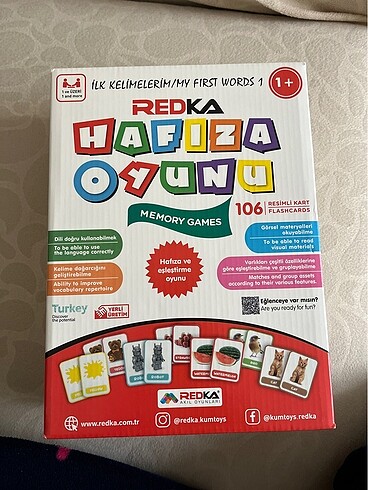 1 ve ÜZERİ
1 and more
İLK KELİMELERİM/MY FIRST WORDS 1
1+
REDKA
HAFIZA
OYUNU
MEMORY GAMES
106 RESİMLİ KART
FLASHCARDS
Dili doğru kullanabilmek
To be able to use
the language correctly
Kelime dağarcığını
geliştirebilme
Ability to improve
vocabulary repertoire
Hafıza ve
eşleştirme
oyunu
Görsel materyalleri
okuyabilme
To be able to read
visual materials
Varlıkları çeşitli özelliklerine
göre eşleştirebilme ve gruplayabilme
Matches and group assets
according to their various features.
Turkey
Discover
the potential
YERLİ
ÜRETİM
Eğlenceye var mısın?
Are you ready for fun?
WATERMELON
CAT
CAT
REDKA
AKIL OYUNLARI
www.redka.com.tr
@redka.kumtoys
@kumtoys.redka